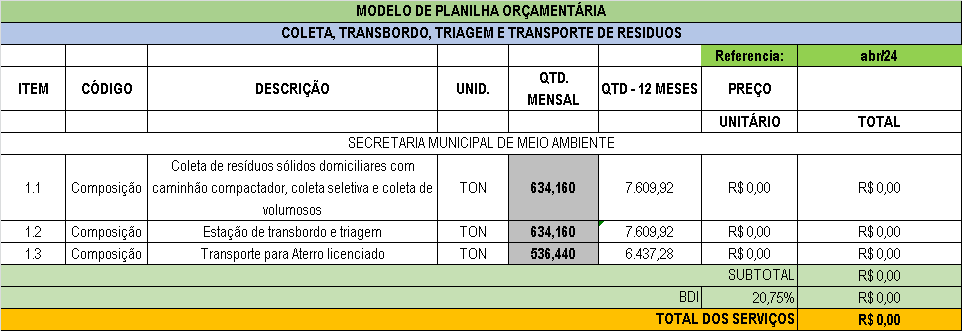 MODELO DE PLANILHA ORÇAMENTÁRIA
COLETA, TRANSBORDO, TRIAGEM E TRANSPORTE DE RESIDUOS
Referencia: abr/24
ITEM CÓDIGO DESCRIÇÃO UNID. QTD. MENSAL QTD - 12 MESES PREÇO
UNITÁRIO TOTAL
SECRETARIA MUNICIPAL DE MEIO AMBIENTE
1.1 Composição Coleta de resíduos sólidos domiciliares com
caminhão compactador, coleta seletiva e coleta de
volumosos TON 634,160 7.609,92 R$ 0,00 R$ 0,00
1.2 Composição Estação de transbordo e triagem TON 634,160 7.609,92 R$ 0,00 R$ 0,00
1.3 Composição Transporte para Aterro licenciado TON 536,440 6.437,28 R$ 0,00 R$ 0,00
SUBTOTAL R$ 0,00
BDI 20,75% R$ 0,00
TOTAL DOS SERVIÇOS R$ 0,00